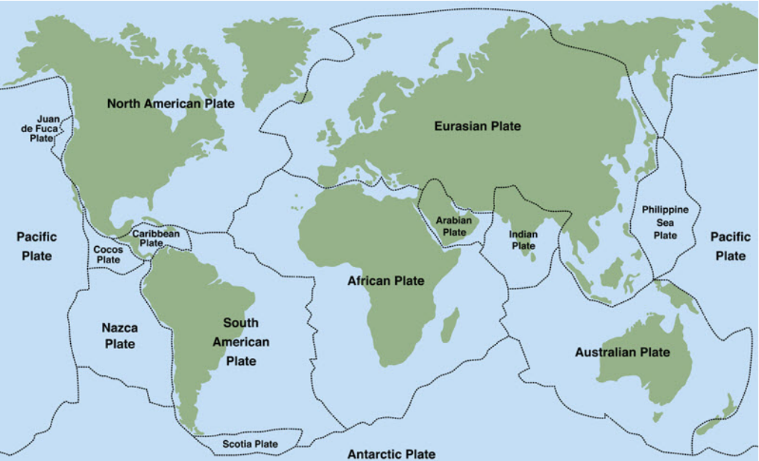 North American Plate
Juan
de Fuca
Plate
Eurasian Plate
Pacific
Plate
Cocos
Plate
Caribbean
Plate
Arabian
Plate
Indian
Plate
Philippine
Sea
Plate
Pacific
Plate
African Plate
Nazca
Plate
South
American
Plate
Australian Plate
Scotia Plate
Antarctic Plate